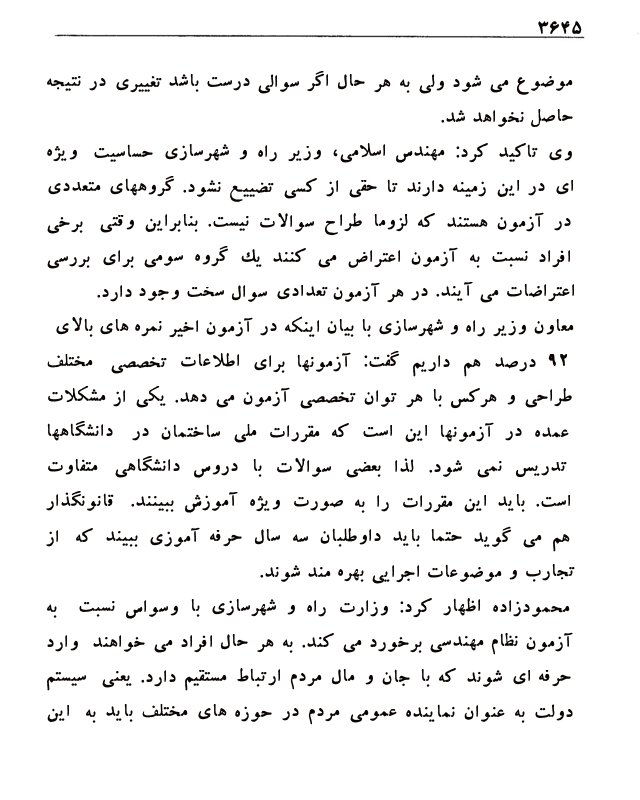 ۳۶۴۵
موضوع می شود ولی به هر حال اگر سوالی درست باشد تغییری در نتیجه
حاصل نخواهد شد.
وی تاکید کرد: مهندس اسلامی، وزیر راه و شهرسازی حساسیت ویژه
ای در این زمینه دارند تا حقی از کسی تضییع نشود. گروههای متعددی
در آزمون هستند که لزوما طراح سوالات نیست. بنابراین وقتی برخی
افراد نسبت به آزمون اعتراض می کنند یك گروه سومی برای بررسی
اعتراضات می آیند. در هر آزمون تعدادی سوال سخت وجود دارد.
معاون وزیر راه و شهرسازی با بیان اینکه در آزمون اخیر نمره های بالای
۹۲ درصد هم داریم گفت: آزمونها برای اطلاعات تخصصی مختلف
طراحی و هرکس با هر توان تخصصی آزمون می دهد. یکی از مشکلات
عمده در آزمونها این است که مقررات ملی ساختمان در دانشگاهها
تدریس نمی شود. لذا بعضی سوالات با دروس دانشگاهی متفاوت
است. باید این مقررات را به صورت ویژه آموزش ببینند. قانونگذار
هم می گوید حتما باید داوطلبان سه سال حرفه آموزی ببیند که از
تجارب و موضوعات اجرایی بهره مند شوند.
محمودزاده اظهار کرد: وزارت راه و شهرسازی با وسواس نسبت به
آزمون نظام مهندسی برخورد می کند. به هر حال افراد می خواهند وارد
حرفه ای شوند که با جان و مال مردم ارتباط مستقیم دارد. یعنی سیستم
دولت به عنوان نماینده عمومی مردم در حوزه های مختلف باید به این